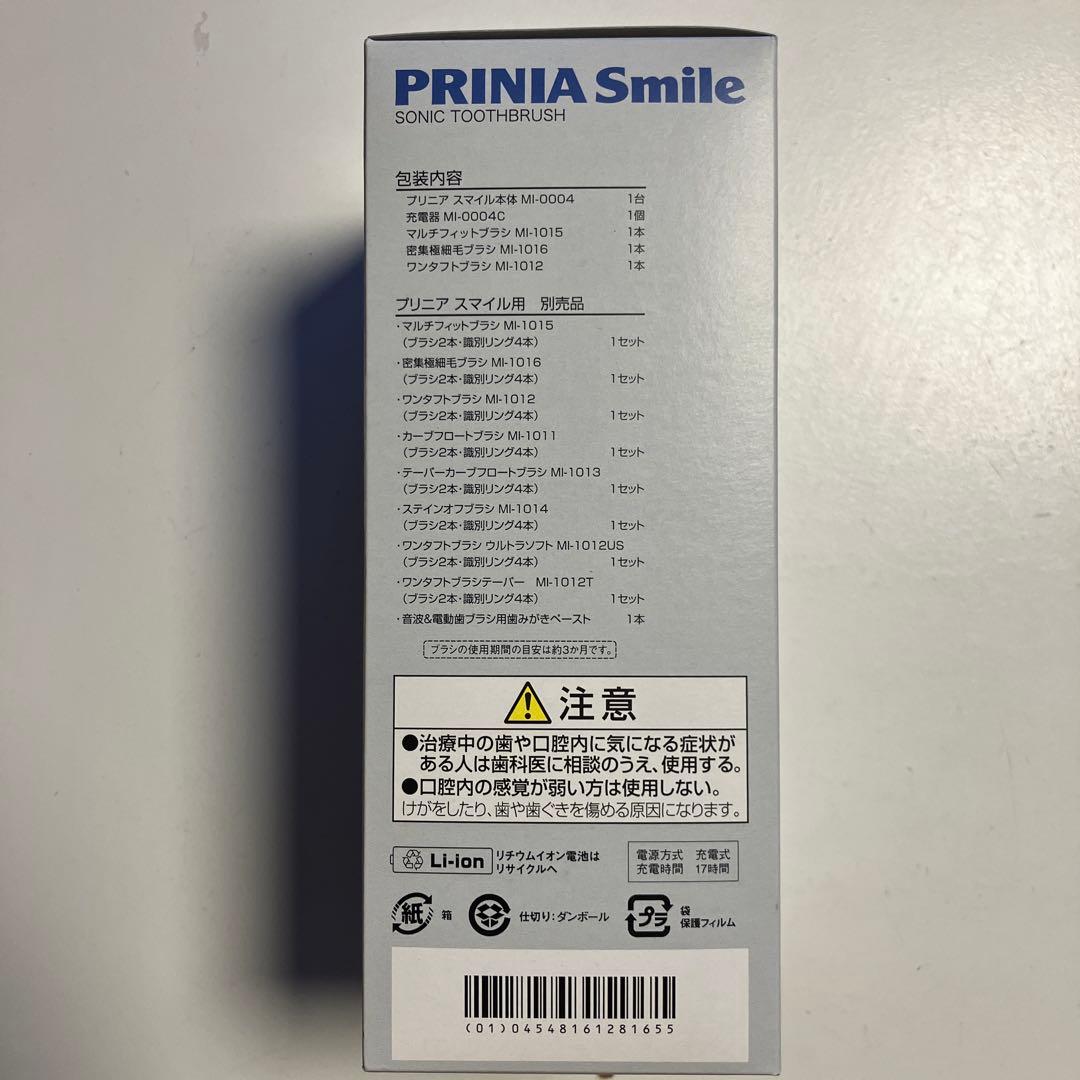 PRINIA Smile
SONIC TOOTHBRUSH
包装内容
プリニア スマイル本体 MI-0004 1台
充電器 MI-0004C 1個
マルチフィットブラシ MI-1015 1本
密集極細毛ブラシ MI-1016 1本
ワンタフトブラシ MI-1012 1本
プリニア スマイル用 別売品
・マルチフィットブラシ MI-1015
(ブラシ2本・識別リング4本) 1セット
・密集極細毛ブラシ MI-1016
(ブラシ2本・識別リング4本) 1セット
・ワンタフトブラシ MI-1012
(ブラシ2本・識別リング4本) 1セット
・カーブフロートブラシ MI-1011
(ブラシ2本・識別リング4本) 1セット
・テーパーカーブフロートブラシ MI-1013
(ブラシ2本・識別リング4本) 1セット
・ステインオフブラシ MI-1014
(ブラシ2本・識別リング4本) 1セット
・ワンタフトブラシ ウルトラソフト MI-1012US
(ブラシ2本・識別リング4本) 1セット
・ワンタフトブラシテーパー MI-1012T
(ブラシ2本・識別リング4本) 1セット
・音波&電動歯ブラシ用歯みがきペースト 1本
ブラシの使用期間の目安は約3か月です。
注意
●治療中の歯や口腔内に気になる症状が
ある人は歯科医に相談のうえ、使用する。
●口腔内の感覚が弱い方は使用しない。
けがをしたり、歯や歯ぐきを傷める原因になります。
Li-ion リチウムイオン電池は
リサイクルへ
電源方式 充電式
充電時間 17時間
紙 箱
仕切り:ダンボール
プラ 袋
保護フィルム
(01)04548161281655